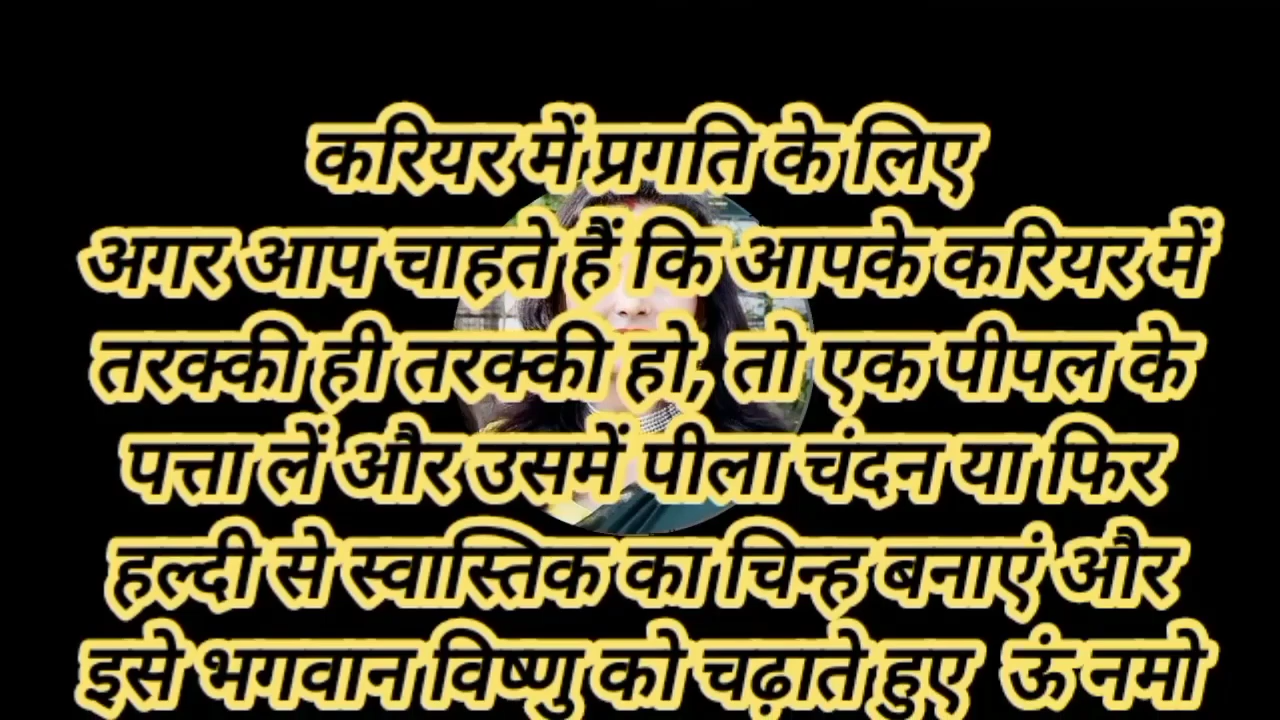 करियर में प्रगति के लिए
अगर आप चाहते हैं कि आपके करियर में
तरक्की ही तरक्की हो, तो एक पीपल के
पत्ता लें और उसमें पीला चंदन या फिर
हल्दी से स्वास्तिक का चिन्ह बनाएं और
इसे भगवान विष्णु को चढ़ाते हुए ऊं नमो